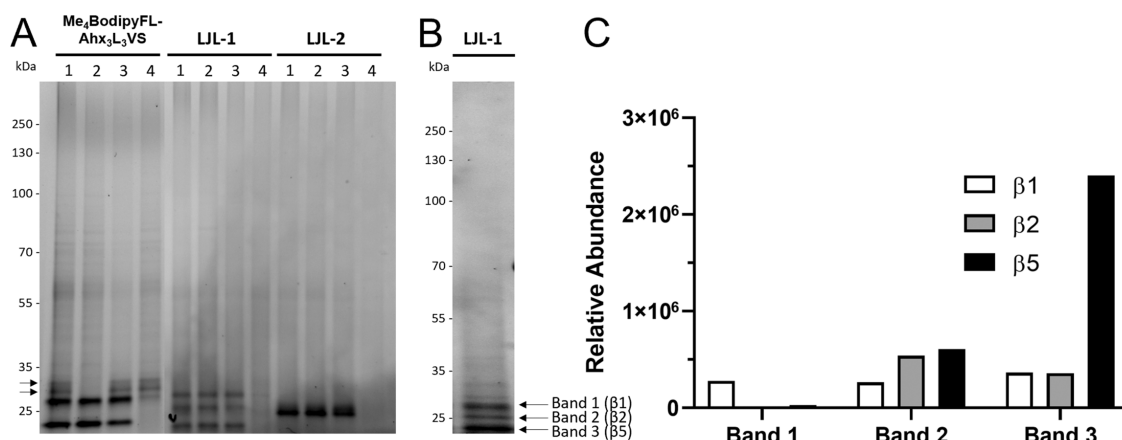 A
Me₄BodipyFL-
Ahx₃L₃VS
LJL-1
LJL-2
kDa
1 2 3 4 1 2 3 4 1 2 3 4
250 -
130 -
100 -
70 -
55 -
35 -
25 -
B
LJL-1
kDa
250 -
130 -
100 -
70 -
55 -
35 -
25 -
Band 1 (β1)
Band 2 (β2)
Band 3 (β5)
C
Relative Abundance
3×10⁶
2×10⁶
1×10⁶
0
β1
β2
β5
Band 1 Band 2 Band 3